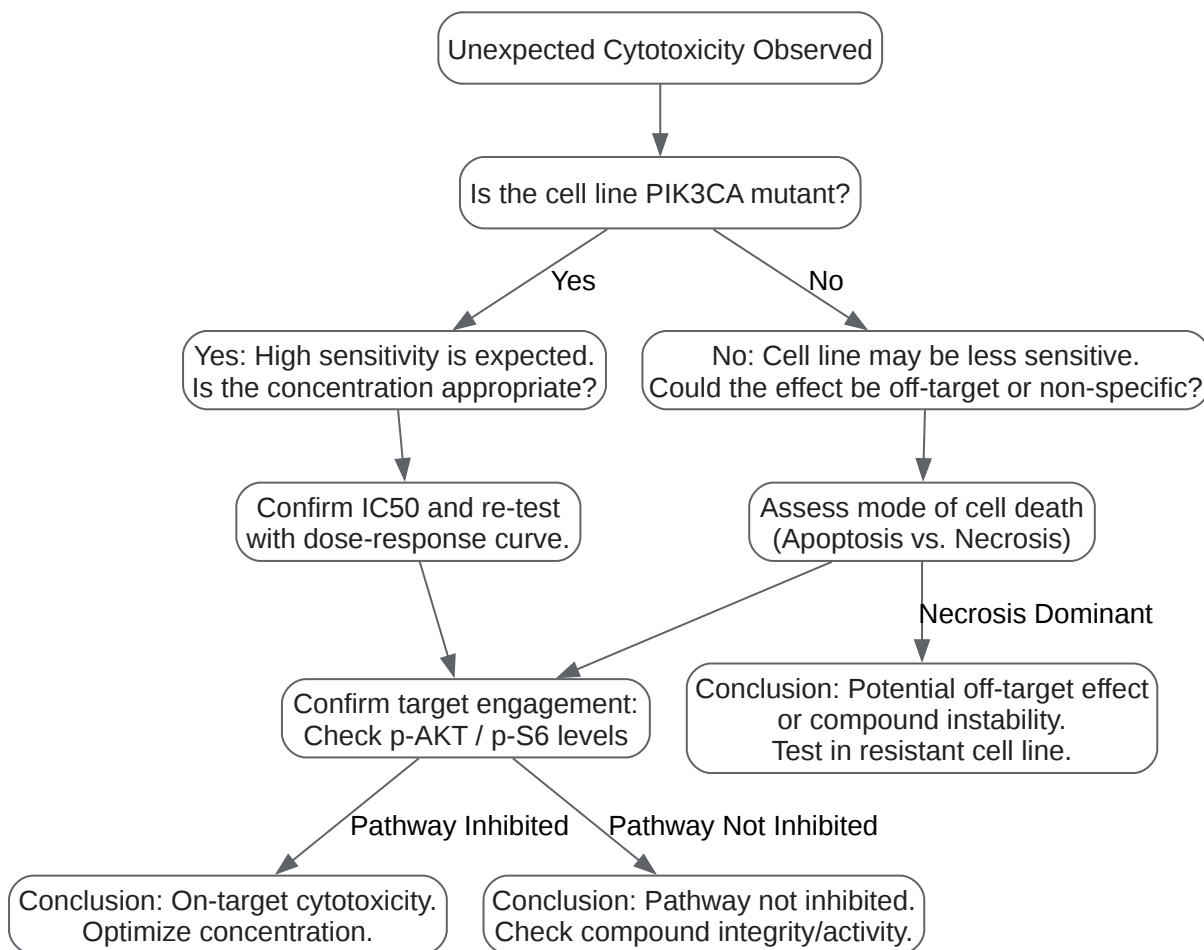 Unexpected Cytotoxicity Observed
Is the cell line PIK3CA mutant?
Yes
No
Yes: High sensitivity is expected.
Is the concentration appropriate?
No: Cell line may be less sensitive.
Could the effect be off-target or non-specific?
Confirm IC50 and re-test
with dose-response curve.
Assess mode of cell death
(Apoptosis vs. Necrosis)
Necrosis Dominant
Confirm target engagement:
Check p-AKT / p-S6 levels
Conclusion: Potential off-target effect
or compound instability.
Test in resistant cell line.
Pathway Inhibited
Pathway Not Inhibited
Conclusion: On-target cytotoxicity.
Optimize concentration.
Conclusion: Pathway not inhibited.
Check compound integrity/activity.